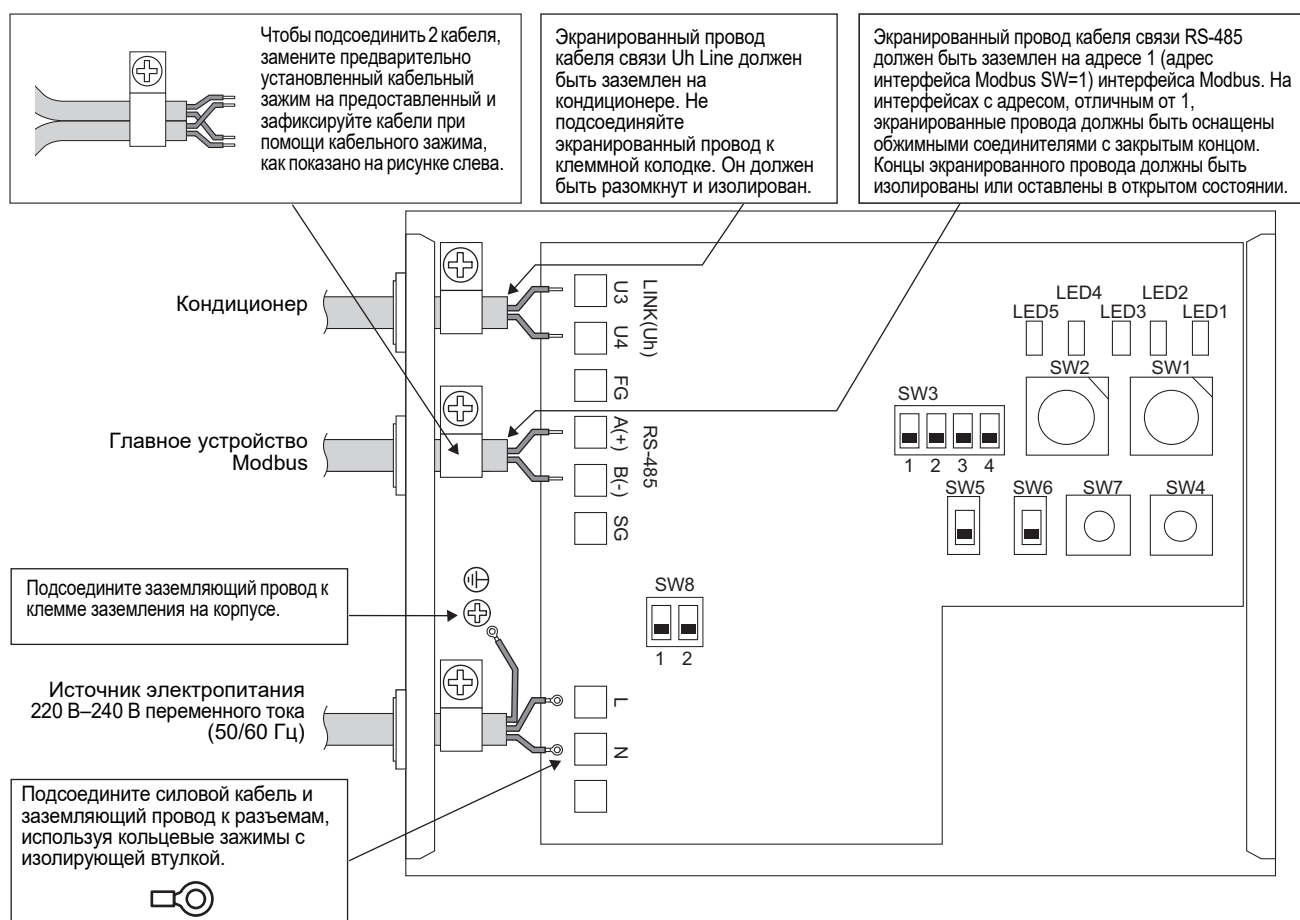 Чтобы подсоединить 2 кабеля,
замените предварительно
установленный кабельный
зажим на предоставленный и
зафиксируйте кабели при
помощи кабельного зажима,
как показано на рисунке слева.
Экранированный провод
кабеля связи Uh Line должен
быть заземлен на
кондиционере. Не
подсоединяйте
экранированный провод к
клеммной колодке. Он должен
быть разомкнут и изолирован.
Экранированный провод кабеля связи RS-485
должен быть заземлен на адресе 1 (адрес
интерфейса Modbus SW=1) интерфейса Modbus. На
интерфейсах с адресом, отличным от 1,
экранированные провода должны быть оснащены
обжимными соединителями с закрытым концом.
Концы экранированного провода должны быть
изолированы или оставлены в открытом состоянии.
Кондиционер
U3
U4
LINK(Uh)
FG
Главное устройство
Modbus
A(+)
B(-)
RS-485
SG
LED4
LED2
LED5
LED3
LED1
SW2
SW1
SW3
1 2 3 4
SW5
SW6
SW7
SW4
Подсоедините заземляющий провод к
клемме заземления на корпусе.
SW8
1 2
Источник электропитания
220 В–240 В переменного тока
(50/60 Гц)
L
N
Подсоедините силовой кабель и
заземляющий провод к разъемам,
используя кольцевые зажимы с
изолирующей втулкой.